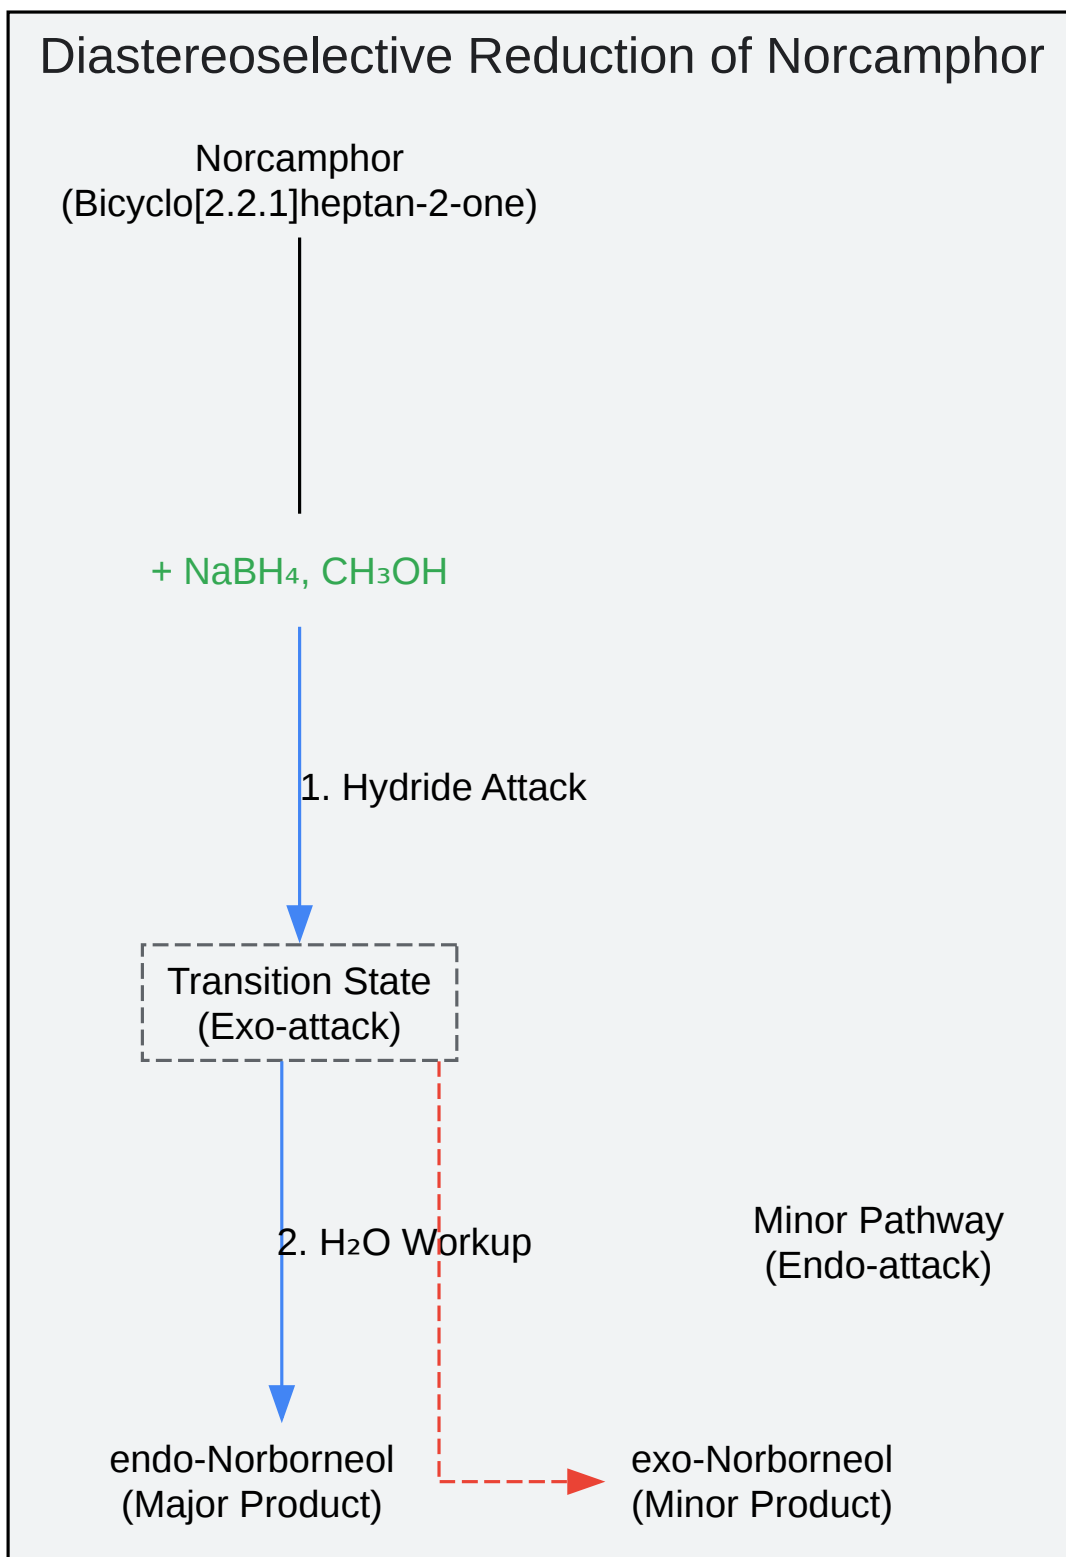 Diastereoselective Reduction of Norcamphor
Norcamphor
(Bicyclo[2.2.1]heptan-2-one)
+ NaBH₄, CH₃OH
1. Hydride Attack
Transition State
(Exo-attack)
2. H₂O Workup
Minor Pathway
(Endo-attack)
endo-Norborneol
(Major Product)
exo-Norborneol
(Minor Product)